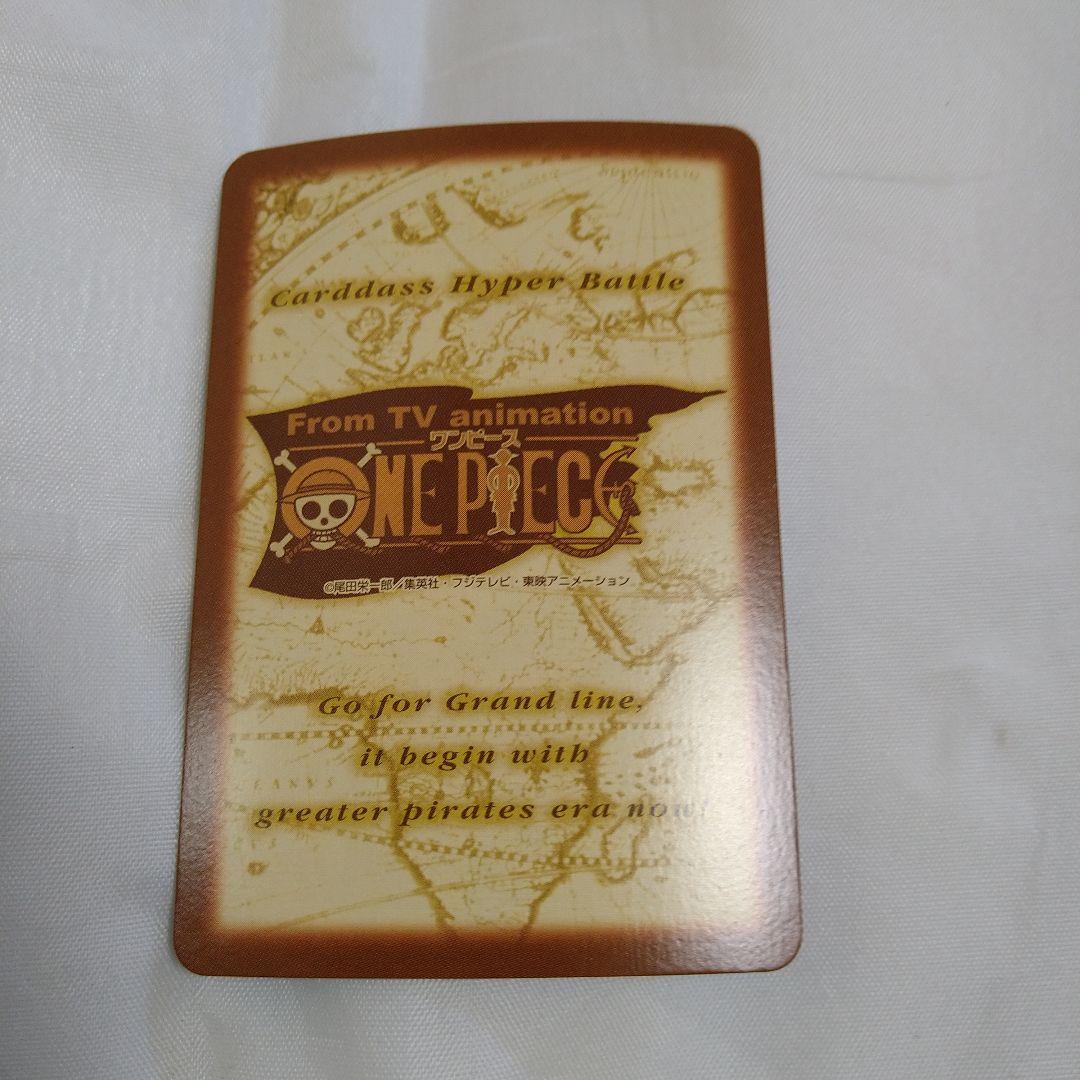 Septentrio
Carddass Hyper Battle
From TV animation
ワンピース
ONE PIECE
©尾田栄一郎／集英社・フジテレビ・東映アニメーション
Go for Grand line,
it begin with
greater pirates era now!